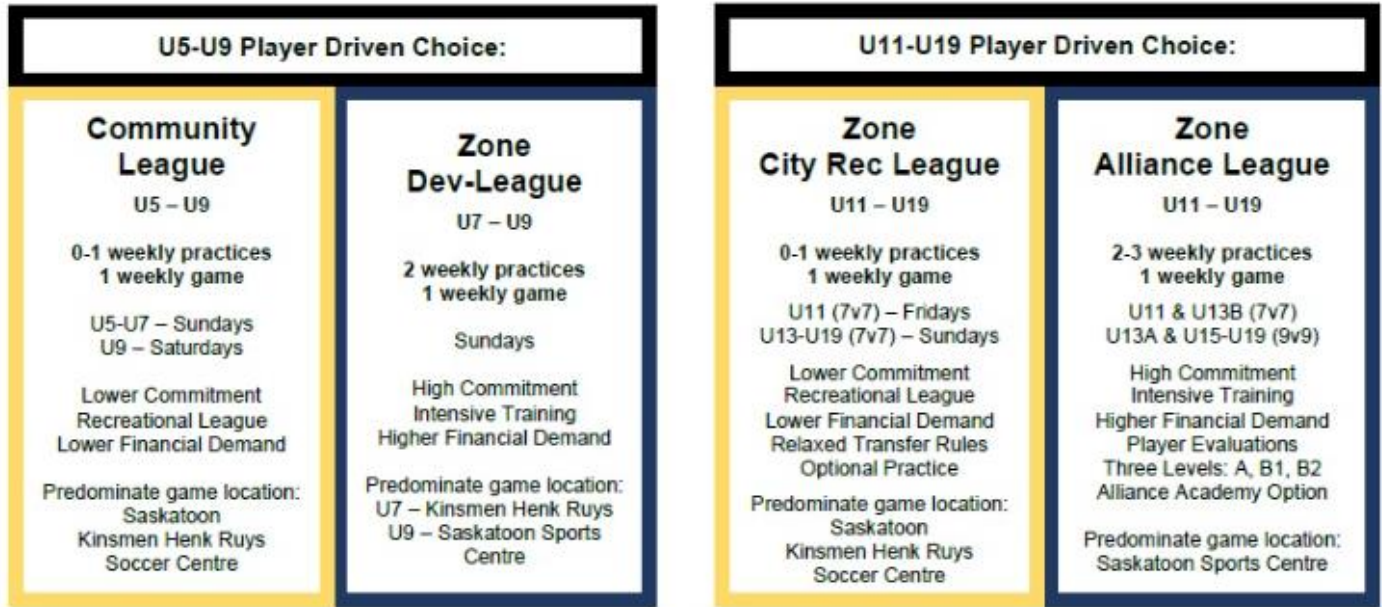 U5-U9 Player Driven Choice:
Community
League
U5 – U9
0-1 weekly practices
1 weekly game
U5-U7 – Sundays
U9 – Saturdays
Lower Commitment
Recreational League
Lower Financial Demand
Predominate game location:
Saskatoon
Kinsmen Henk Ruys
Soccer Centre
Zone
Dev-League
U7 – U9
2 weekly practices
1 weekly game
Sundays
High Commitment
Intensive Training
Higher Financial Demand
Predominate game location:
U7 – Kinsmen Henk Ruys
U9 – Saskatoon Sports
Centre
U11-U19 Player Driven Choice:
Zone
City Rec League
U11 – U19
0-1 weekly practices
1 weekly game
U11 (7v7) – Fridays
U13-U19 (7v7) – Sundays
Lower Commitment
Recreational League
Lower Financial Demand
Relaxed Transfer Rules
Optional Practice
Predominate game location:
Saskatoon
Kinsmen Henk Ruys
Soccer Centre
Zone
Alliance League
U11 – U19
2-3 weekly practices
1 weekly game
U11 & U13B (7v7)
U13A & U15-U19 (9v9)
High Commitment
Intensive Training
Higher Financial Demand
Player Evaluations
Three Levels: A, B1, B2
Alliance Academy Option
Predominate game location:
Saskatoon Sports Centre